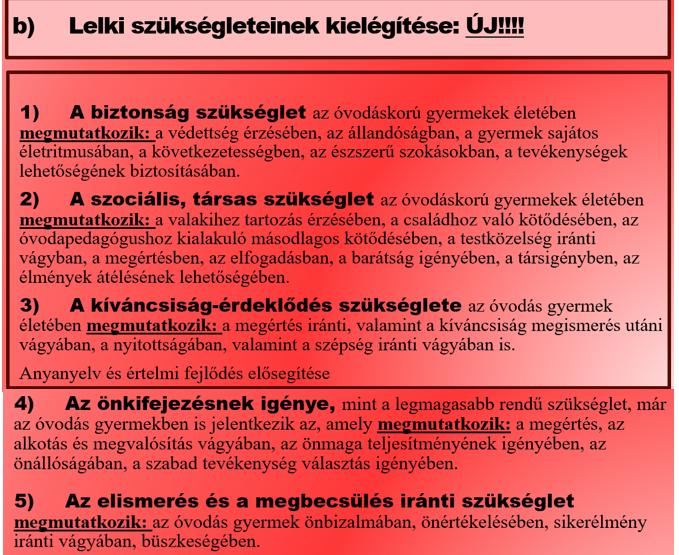 b) Lelki szükségleteinek kielégítése: ÚJ!!!!
1) A biztonság szükséglet az óvodáskorú gyermekek életében
megmutatkozik: a védettség érzésében, az állandóságban, a gyermek sajátos
életritmusában, a következetességben, az észszerű szokásokban, a tevékenységek
lehetőségének biztosításában.
2) A szociális, társas szükséglet az óvodáskorú gyermekek életében
megmutatkozik: a valakihez tartozás érzésében, a családhoz való kötődésében, az
óvodapedagógushoz kialakuló másodlagos kötődésében, a testközelség iránti
vágyban, a megértésben, az elfogadásban, a barátság igényében, a társigényben, az
élmények átélésének lehetőségében.
3) A kíváncsiság-érdeklődés szükséglete az óvodás gyermek
életében megmutatkozik: a megértés iránti, valamint a kíváncsiság megismerés utáni
vágyában, a nyitottságában, valamint a szépség iránti vágyában is.
Anyanyelv és értelmi fejlődés elősegítése
4) Az önkifejezésnek igénye, mint a legmagasabb rendű szükséglet, már
az óvodás gyermekben is jelentkezik az, amely megmutatkozik: a megértés, az
alkotás és megvalósítás vágyában, az önmaga teljesítményének igényében, az
önállóságában, a szabad tevékenység választás igényében.
5) Az elismerés és a megbecsülés iránti szükséglet
megmutatkozik: az óvodás gyermek önbizalmában, önértékelésében, sikerélmény
iránti vágyában, büszkeségében.